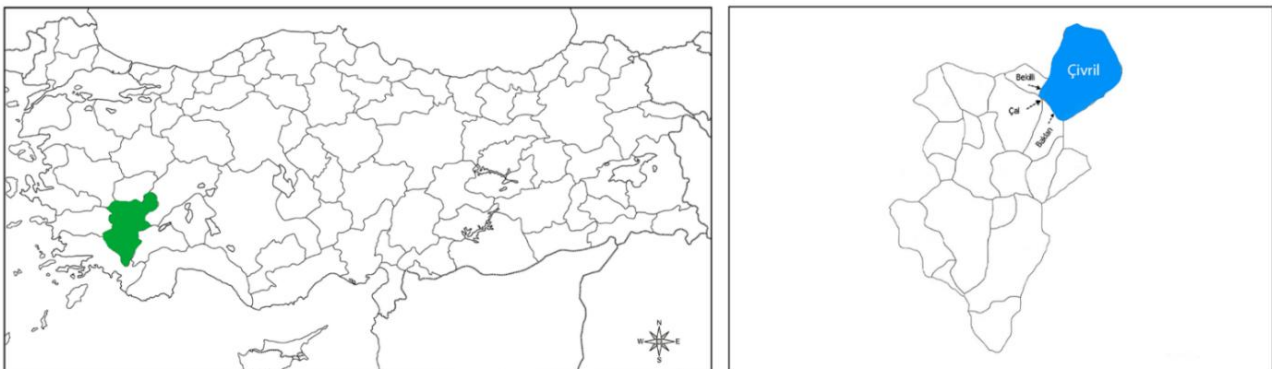 N
W E
S
Çivril
Bekilli
Çal
Baklan